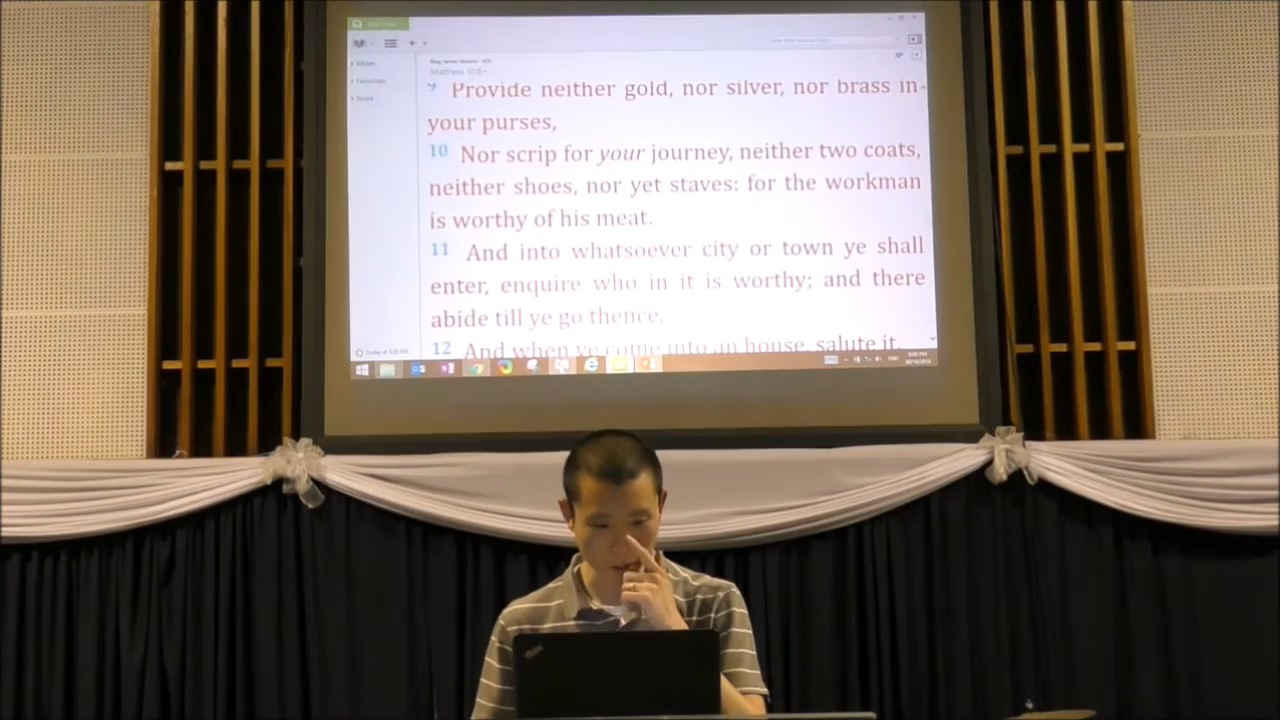 Matthew 10:8
9 Provide neither gold, nor silver, nor brass in
your purses,
10 Nor scrip for your journey, neither two coats,
neither shoes, nor yet staves: for the workman
is worthy of his meat.
11 And into whatsoever city or town ye shall
enter, enquire who in it is worthy; and there
abide till ye go thence.
12 And when ye come into an house, salute it.